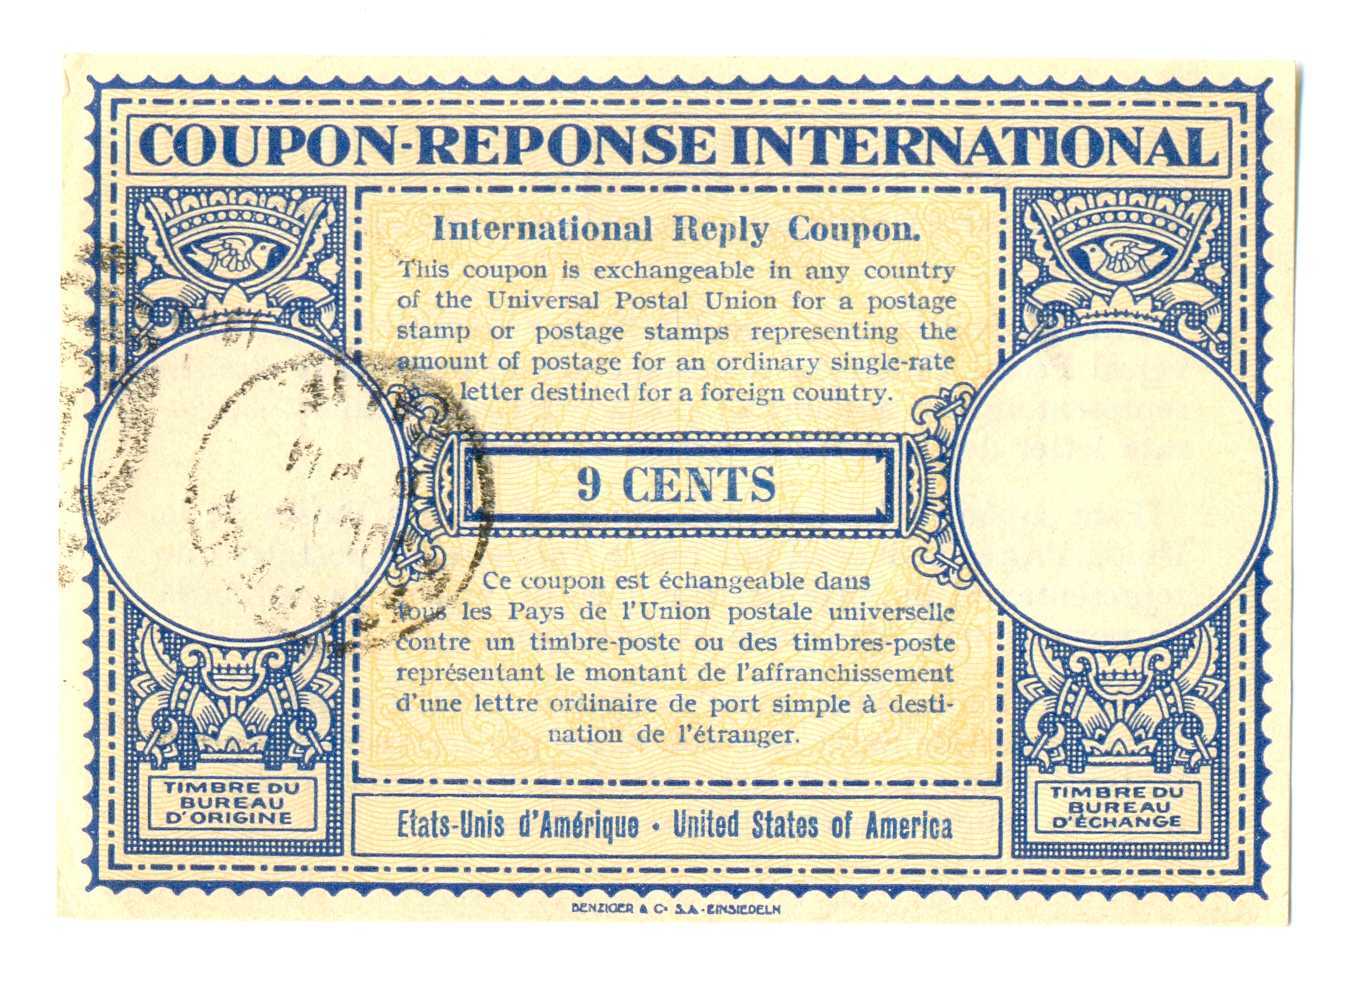 COUPON-REPONSE INTERNATIONAL
International Reply Coupon.
This coupon is exchangeable in any country
of the Universal Postal Union for a postage
stamp or postage stamps representing the
amount of postage for an ordinary single-rate
letter destined for a foreign country.
9 CENTS
Ce coupon est échangeable dans
tous les Pays de l'Union postale universelle
contre un timbre-poste ou des timbres-poste
représentant le montant de l'affranchissement
d'une lettre ordinaire de port simple à desti-
nation de l'étranger.
TIMBRE DU
BUREAU
D'ORIGINE
Etats-Unis d'Amérique • United States of America
TIMBRE DU
BUREAU
D'ÉCHANGE
BENZIGER & Co S.A.-EINSIEDELN